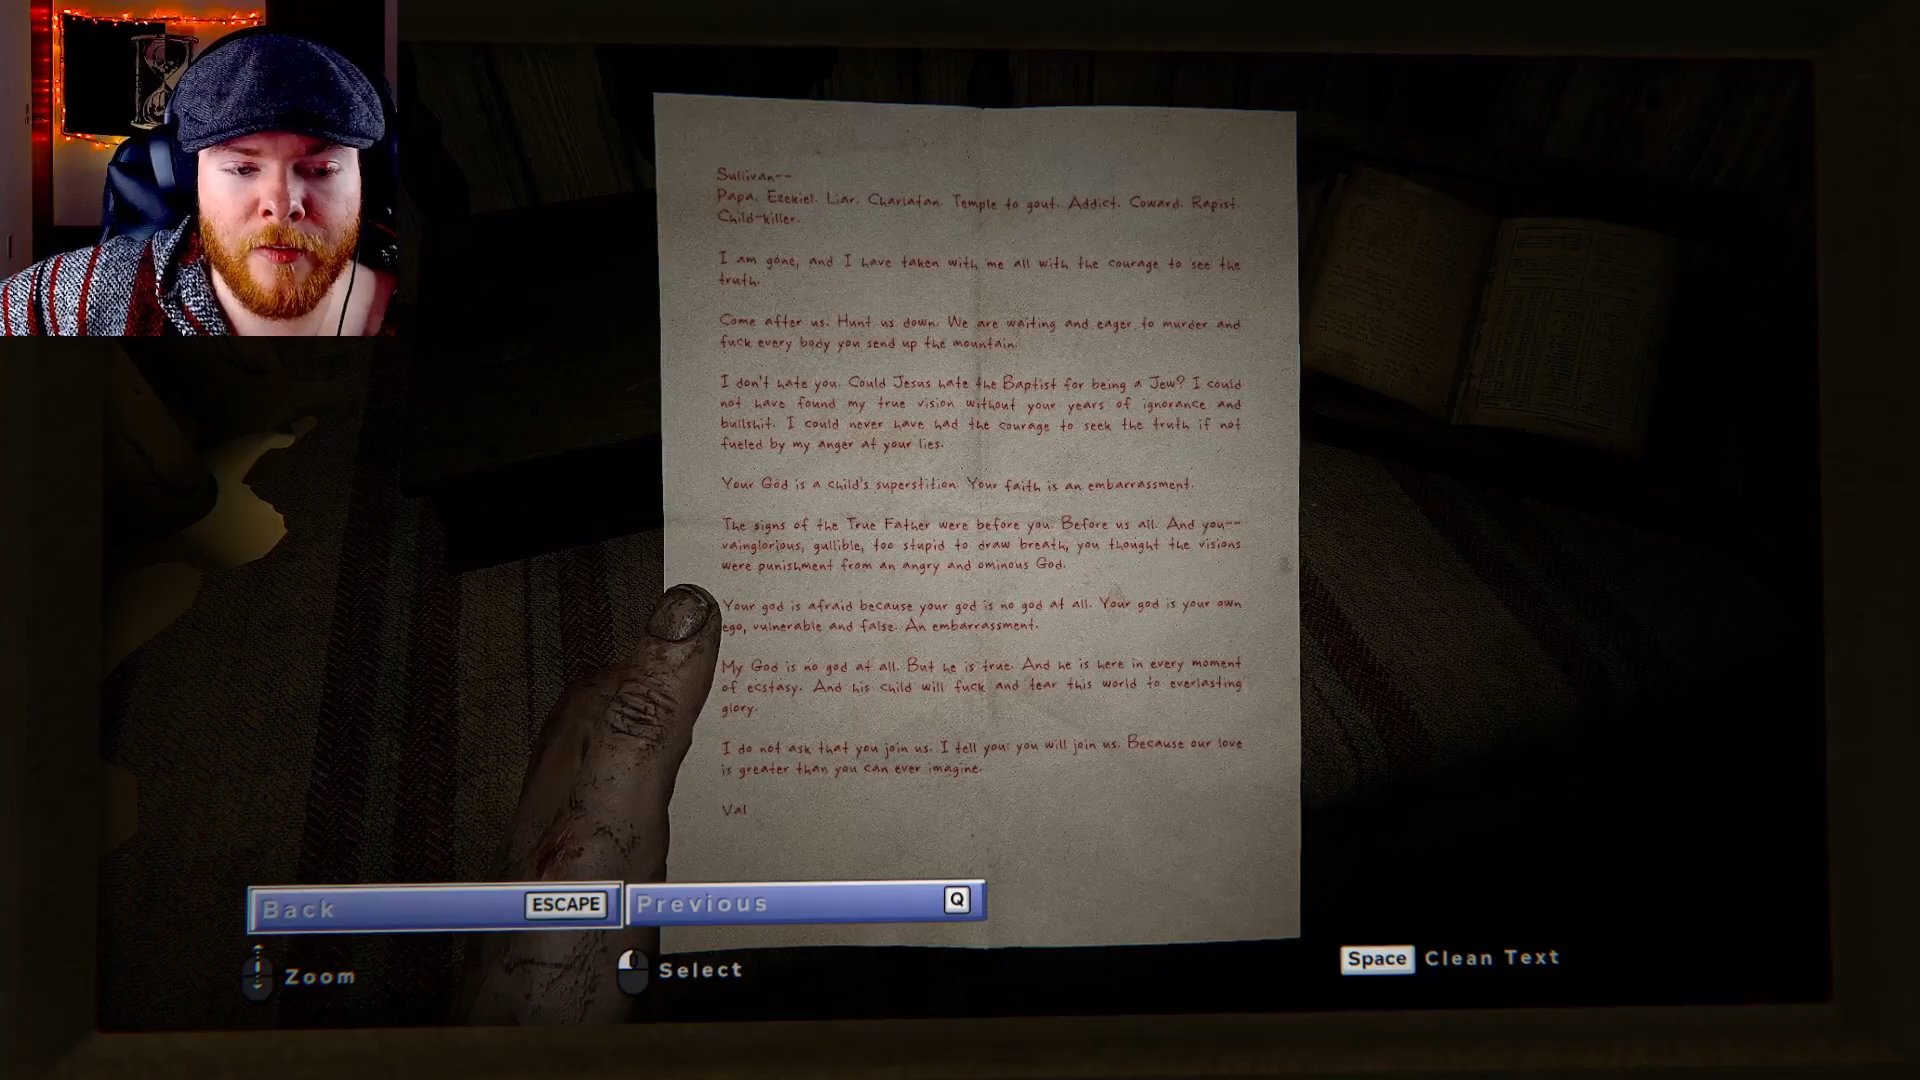 Sullivan--
Papa. Ezekiel. Liar. Charlatan. Temple to gout. Addict. Coward. Rapist.
Child-killer.
I am gone, and I have taken with me all with the courage to see the
truth.
Come after us. Hunt us down. We are waiting and eager to murder and
fuck every body you send up the mountain.
I don't hate you. Could Jesus hate the Baptist for being a Jew? I could
not have found my true vision without your years of ignorance and
bullshit. I could never have had the courage to seek the truth if not
fueled by my anger at your lies.
Your God is a child's superstition. Your faith is an embarrassment.
The signs of the True Father were before you. Before us all. And you--
vainglorious, gullible, too stupid to draw breath, you thought the visions
were punishment from an angry and ominous God.
Your god is afraid because your god is no god at all. Your god is your own
ego, vulnerable and false. An embarrassment.
My God is no god at all. But he is true. And he is here in every moment
of ecstasy. And his child will fuck and tear this world to everlasting
glory.
I do not ask that you join us. I tell you: you will join us. Because our love
is greater than you can ever imagine.
Val
Back ESCAPE Previous Q
Zoom Select Space Clean Text